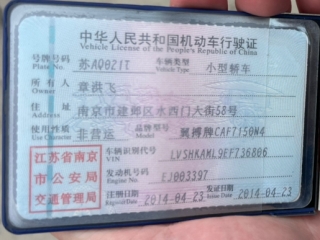 中华人民共和国机动车行驶证
Vehicle License of the People's Republic of China
号牌号码 苏A0021T 车辆类型 小型轿车
Plate No. Vehicle Type
所有人 章洪飞
Owner
住址 南京市建邺区水西门大街58号
Address
使用性质 非营运 品牌型号 翼搏牌CAF7150N4
Use Character Model
江苏省南京
市公安局
交通管理局
车辆识别代号 LVSHKAML9EF736806
VIN
发动机号码 EJ003397
Engine No.
注册日期 2014-04-23 发证日期 2014-04-23
Register Date Issue Date